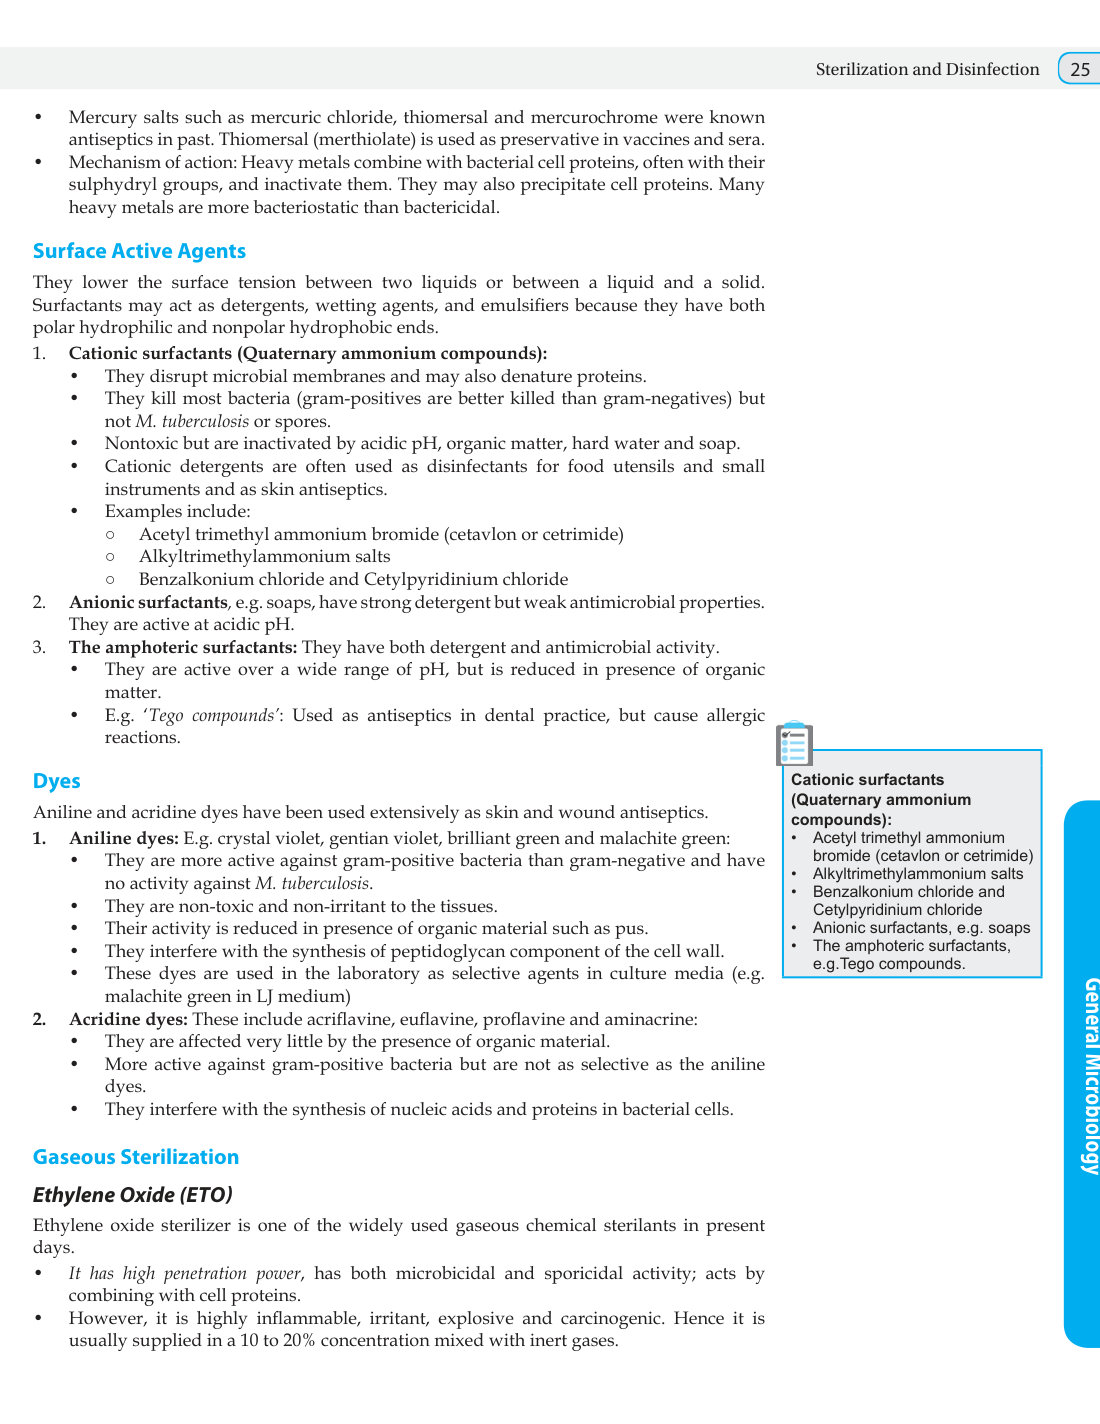 Sterilization and Disinfection 25
• Mercury salts such as mercuric chloride, thiomersal and mercurochrome were known
antiseptics in past. Thiomersal (merthiolate) is used as preservative in vaccines and sera.
• Mechanism of action: Heavy metals combine with bacterial cell proteins, often with their
sulphydryl groups, and inactivate them. They may also precipitate cell proteins. Many
heavy metals are more bacteriostatic than bactericidal.
Surface Active Agents
They lower the surface tension between two liquids or between a liquid and a solid.
Surfactants may act as detergents, wetting agents, and emulsifiers because they have both
polar hydrophilic and nonpolar hydrophobic ends.
1. Cationic surfactants (Quaternary ammonium compounds):
• They disrupt microbial membranes and may also denature proteins.
• They kill most bacteria (gram-positives are better killed than gram-negatives) but
not M. tuberculosis or spores.
• Nontoxic but are inactivated by acidic pH, organic matter, hard water and soap.
• Cationic detergents are often used as disinfectants for food utensils and small
instruments and as skin antiseptics.
• Examples include:
○ Acetyl trimethyl ammonium bromide (cetavlon or cetrimide)
○ Alkyltrimethylammonium salts
○ Benzalkonium chloride and Cetylpyridinium chloride
2. Anionic surfactants, e.g. soaps, have strong detergent but weak antimicrobial properties.
They are active at acidic pH.
3. The amphoteric surfactants: They have both detergent and antimicrobial activity.
• They are active over a wide range of pH, but is reduced in presence of organic
matter.
• E.g. ‘Tego compounds’: Used as antiseptics in dental practice, but cause allergic
reactions.
Dyes
Aniline and acridine dyes have been used extensively as skin and wound antiseptics.
1. Aniline dyes: E.g. crystal violet, gentian violet, brilliant green and malachite green:
• They are more active against gram-positive bacteria than gram-negative and have
no activity against M. tuberculosis.
• They are non-toxic and non-irritant to the tissues.
• Their activity is reduced in presence of organic material such as pus.
• They interfere with the synthesis of peptidoglycan component of the cell wall.
• These dyes are used in the laboratory as selective agents in culture media (e.g.
malachite green in LJ medium)
2. Acridine dyes: These include acriflavine, euflavine, proflavine and aminacrine:
• They are affected very little by the presence of organic material.
• More active against gram-positive bacteria but are not as selective as the aniline
dyes.
• They interfere with the synthesis of nucleic acids and proteins in bacterial cells.
Gaseous Sterilization
Ethylene Oxide (ETO)
Ethylene oxide sterilizer is one of the widely used gaseous chemical sterilants in present
days.
• It has high penetration power, has both microbicidal and sporicidal activity; acts by
combining with cell proteins.
• However, it is highly inflammable, irritant, explosive and carcinogenic. Hence it is
usually supplied in a 10 to 20% concentration mixed with inert gases.
Cationic surfactants
(Quaternary ammonium
compounds):
• Acetyl trimethyl ammonium
bromide (cetavlon or cetrimide)
• Alkyltrimethylammonium salts
• Benzalkonium chloride and
Cetylpyridinium chloride
• Anionic surfactants, e.g. soaps
• The amphoteric surfactants,
e.g.Tego compounds.
General Microbiology